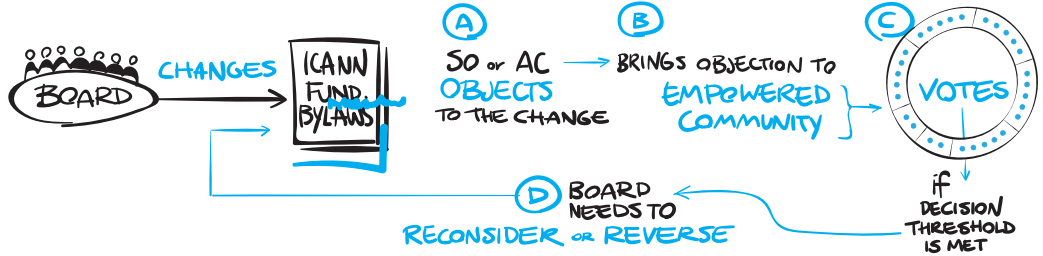 BOARD
CHANGES
ICANN
FUND.
BYLAWS
A
SO or AC
OBJECTS
TO THE CHANGE
B
BRINGS OBJECTION TO
EMPOWERED
COMMUNITY
C
VOTES
if
DECISION
THRESHOLD
IS MET
D
BOARD
NEEDS TO
RECONSIDER OR REVERSE